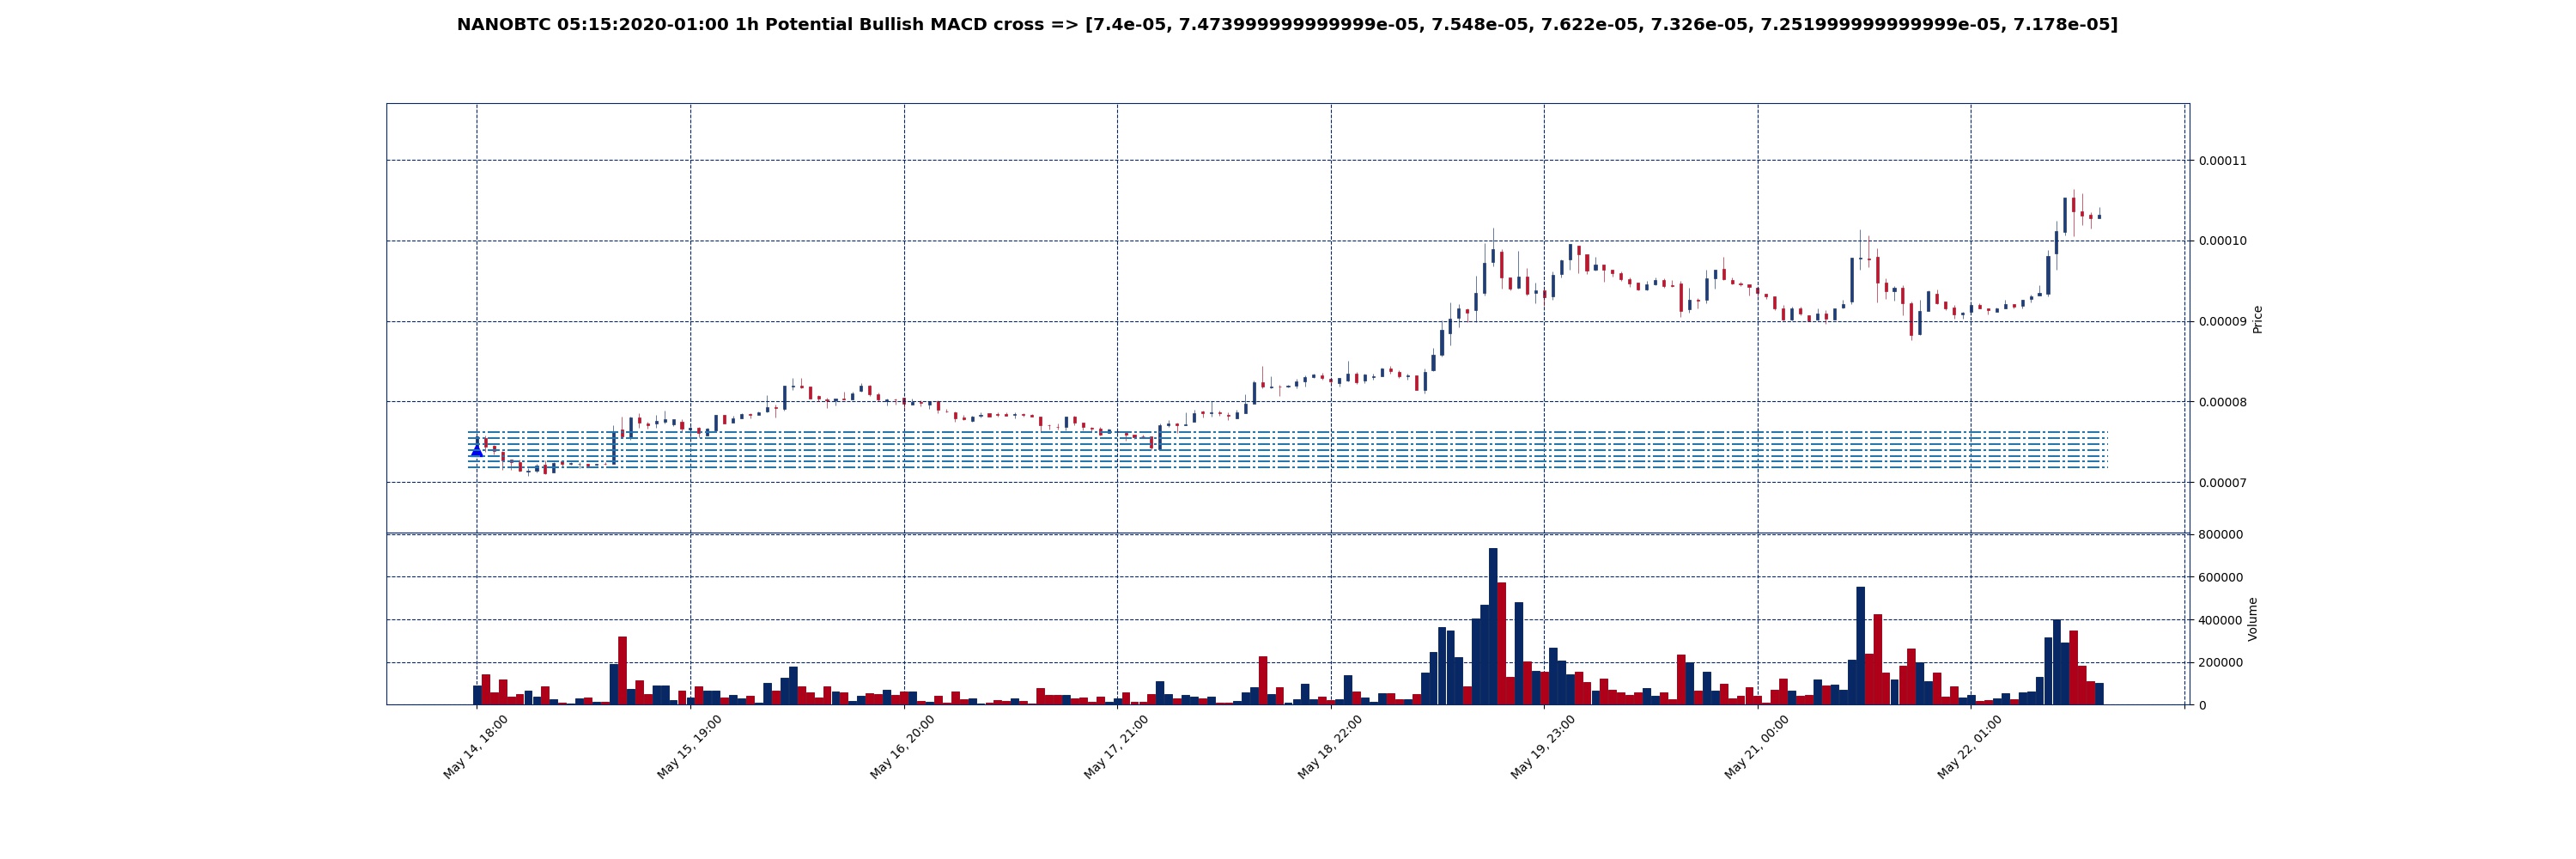 NANOBTC 05:15:2020-01:00 1h Potential Bullish MACD cross => [7.4e-05, 7.473999999999999e-05, 7.548e-05, 7.622e-05, 7.326e-05, 7.251999999999999e-05, 7.178e-05]
0.00011
0.00010
0.00009
0.00008
0.00007
Price
800000
600000
400000
200000
0
Volume
May 14, 18:00
May 15, 19:00
May 16, 20:00
May 17, 21:00
May 18, 22:00
May 19, 23:00
May 21, 00:00
May 22, 01:00